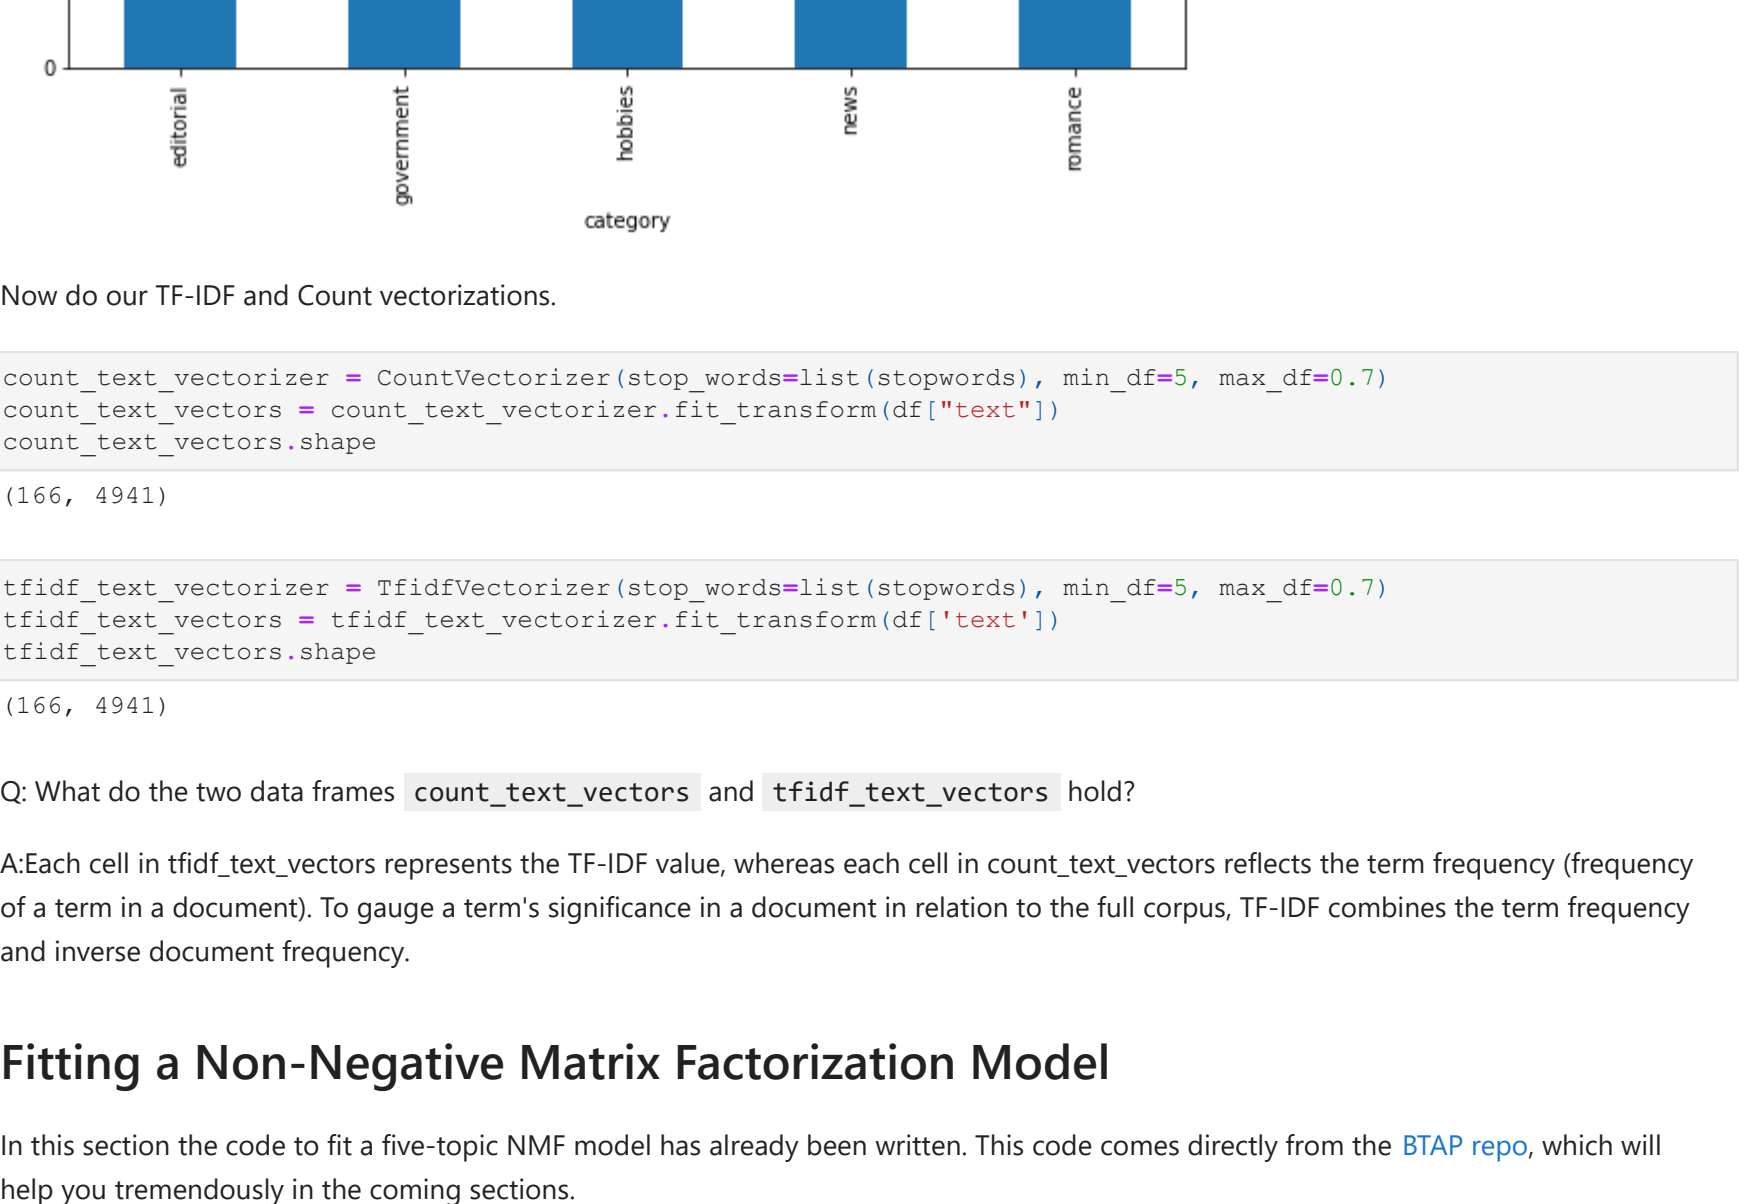 0
editorial
government
hobbies
news
romance
category
Now do our TF-IDF and Count vectorizations.
count_text_vectorizer = CountVectorizer(stop_words=list(stopwords), min_df=5, max_df=0.7)
count_text_vectors = count_text_vectorizer.fit_transform(df["text"])
count_text_vectors.shape
(166, 4941)
tfidf_text_vectorizer = TfidfVectorizer(stop_words=list(stopwords), min_df=5, max_df=0.7)
tfidf_text_vectors = tfidf_text_vectorizer.fit_transform(df['text'])
tfidf_text_vectors.shape
(166, 4941)
Q: What do the two data frames count_text_vectors and tfidf_text_vectors hold?
A:Each cell in tfidf_text_vectors represents the TF-IDF value, whereas each cell in count_text_vectors reflects the term frequency (frequency
of a term in a document). To gauge a term's significance in a document in relation to the full corpus, TF-IDF combines the term frequency
and inverse document frequency.
Fitting a Non-Negative Matrix Factorization Model
In this section the code to fit a five-topic NMF model has already been written. This code comes directly from the BTAP repo, which will
help you tremendously in the coming sections.